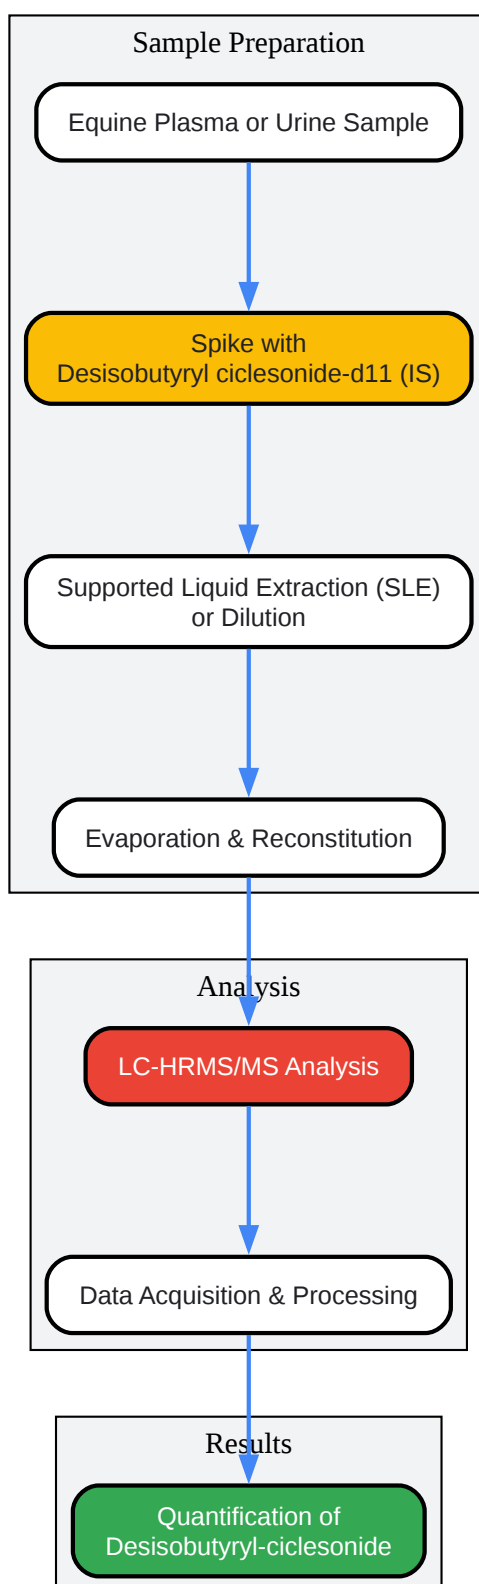 Sample Preparation
Equine Plasma or Urine Sample
Spike with
Desisobutyryl ciclesonide-d11 (IS)
Supported Liquid Extraction (SLE)
or Dilution
Evaporation & Reconstitution
Analysis
LC-HRMS/MS Analysis
Data Acquisition & Processing
Results
Quantification of
Desisobutyryl-ciclesonide